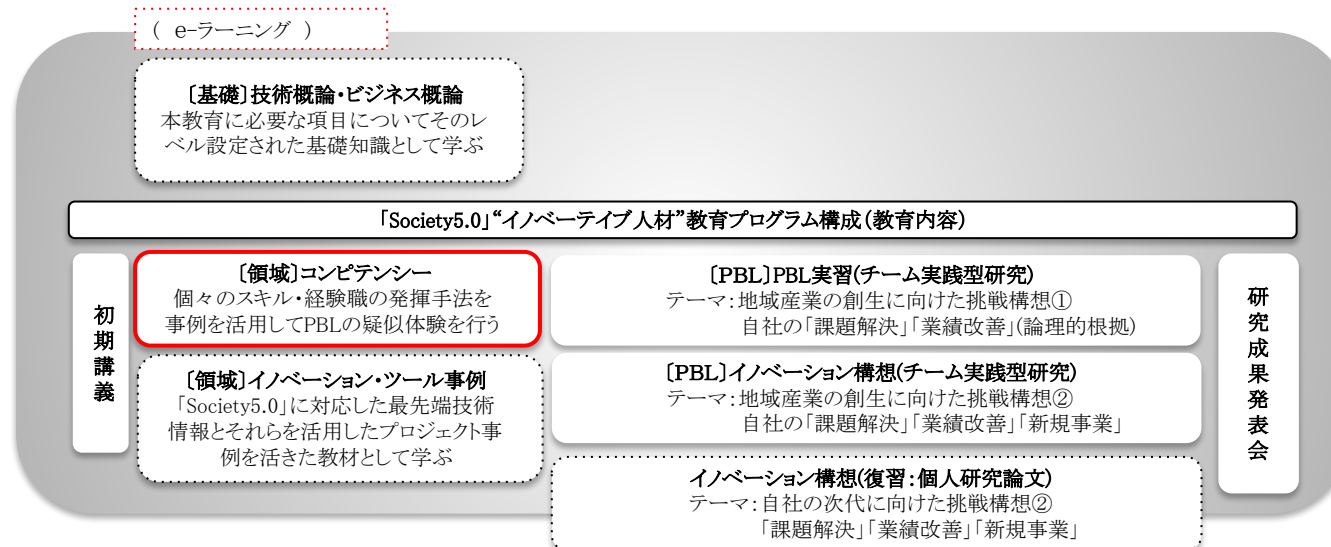 ( e-ラーニング )
〔基礎〕技術概論・ビジネス概論
本教育に必要な項目についてそのレ
ベル設定された基礎知識として学ぶ
「Society5.0」“イノベーテイブ人材”教育プログラム構成(教育内容)
初期講義
〔領域〕コンピテンシー
個々のスキル・経験職の発揮手法を
事例を活用してPBLの疑似体験を行う
〔領域〕イノベーション・ツール事例
「Society5.0」に対応した最先端技術
情報とそれらを活用したプロジェクト事
例を活きた教材として学ぶ
〔PBL〕PBL実習(チーム実践型研究)
テーマ:地域産業の創生に向けた挑戦構想①
自社の「課題解決」「業績改善」(論理的根拠)
〔PBL〕イノベーション構想(チーム実践型研究)
テーマ:地域産業の創生に向けた挑戦構想②
自社の「課題解決」「業績改善」「新規事業」
イノベーション構想(復習:個人研究論文)
テーマ:自社の次代に向けた挑戦構想②
「課題解決」「業績改善」「新規事業」
研究成果発表会